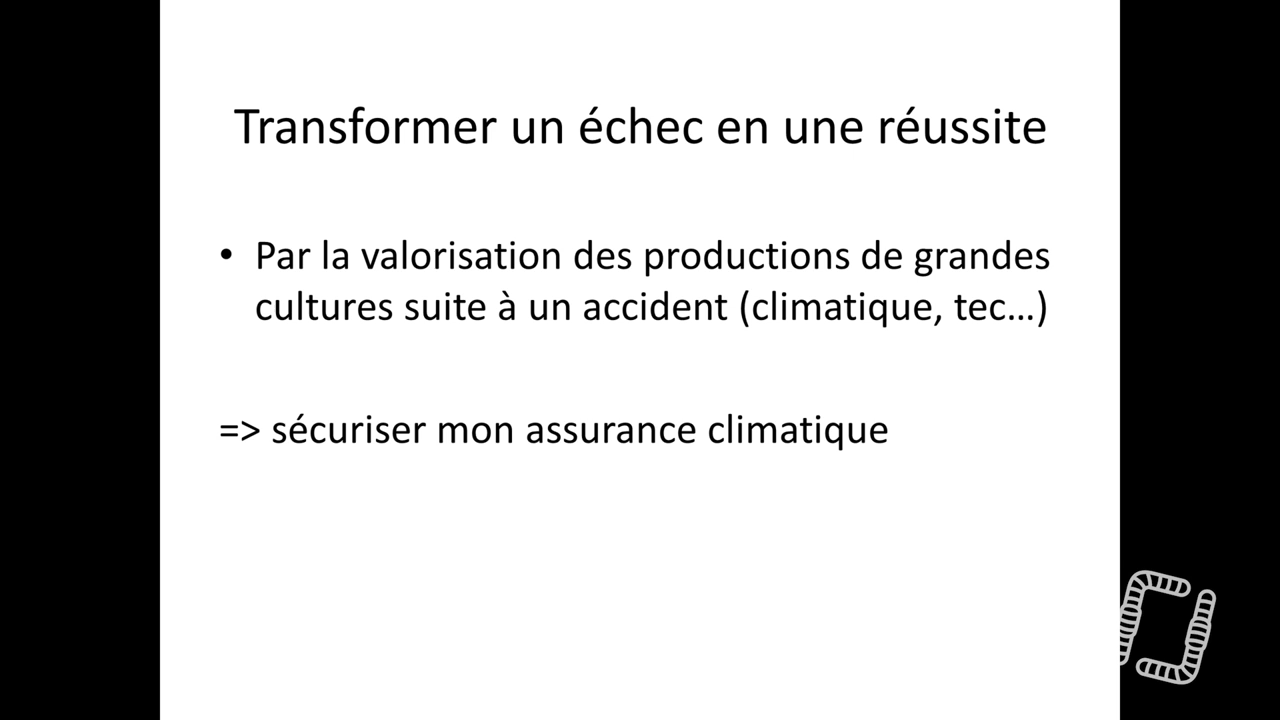 Transformer un échec en une réussite
• Par la valorisation des productions de grandes
cultures suite à un accident (climatique, tec...)
=> sécuriser mon assurance climatique